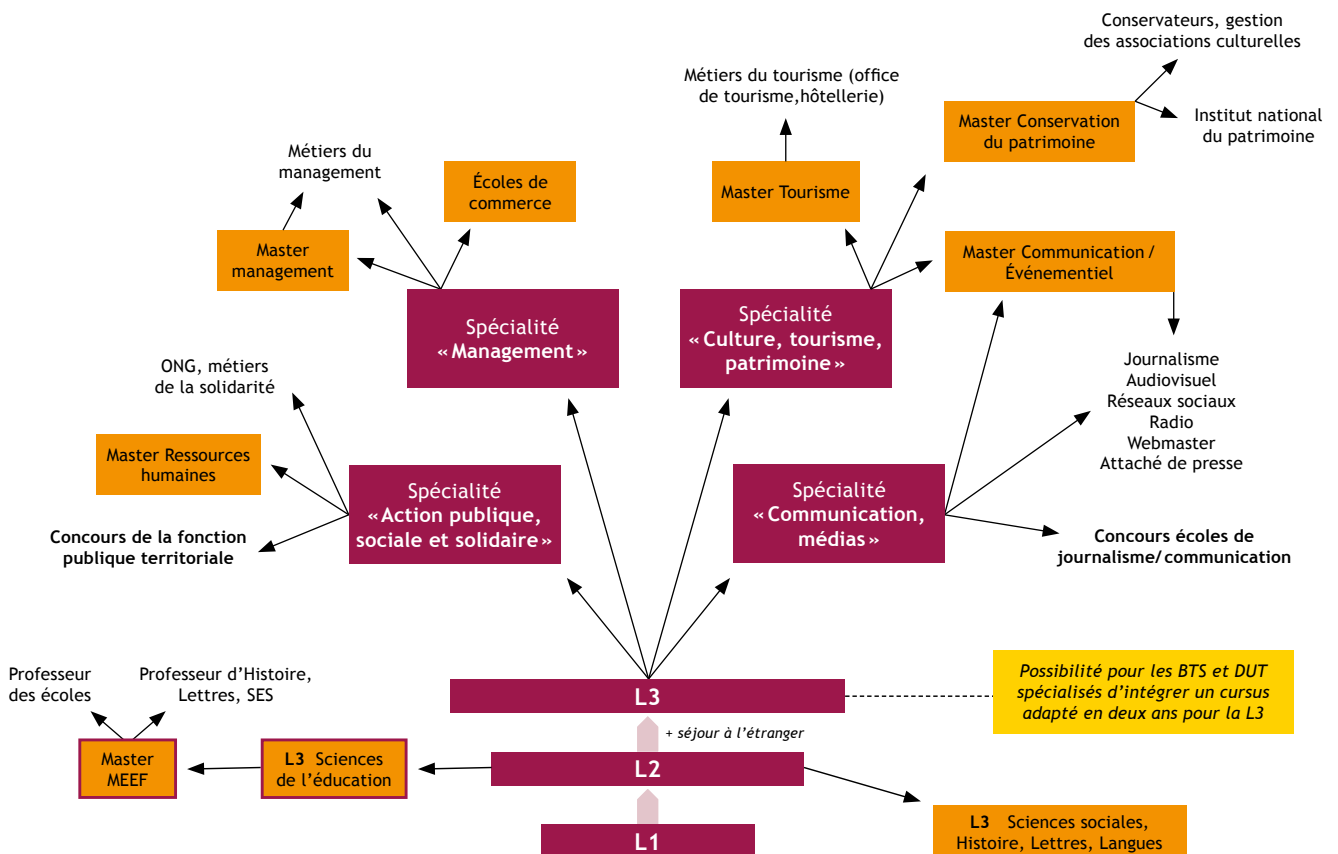 Conservateurs, gestion
des associations culturelles
Métiers du tourisme (office
de tourisme,hôtellerie)
Master Conservation
du patrimoine
Institut national
du patrimoine
Métiers du
management
Écoles de
commerce
Master Tourisme
Master
management
Master Communication /
Événementiel
Spécialité
« Management »
Spécialité
« Culture, tourisme,
patrimoine »
ONG, métiers
de la solidarité
Journalisme
Audiovisuel
Réseaux sociaux
Radio
Webmaster
Attaché de presse
Master Ressources
humaines
Spécialité
« Action publique,
sociale et solidaire »
Spécialité
« Communication,
médias »
Concours de la fonction
publique territoriale
Concours écoles de
journalisme/communication
Professeur
des écoles
Professeur d’Histoire,
Lettres, SES
L3
Possibilité pour les BTS et DUT
spécialisés d’intégrer un cursus
adapté en deux ans pour la L3
+ séjour à l’étranger
Master
MEEF
L3 Sciences
de l’éducation
L2
L3 Sciences sociales,
Histoire, Lettres, Langues
L1